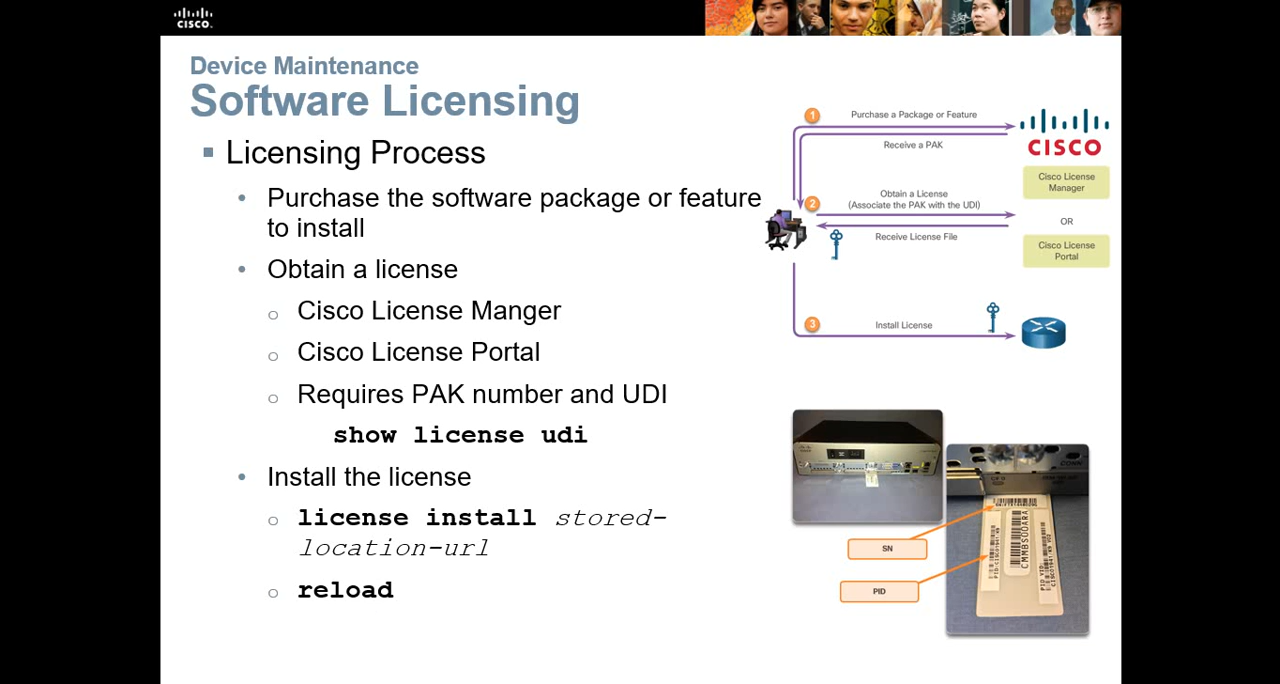 CISCO.
Device Maintenance
Software Licensing
Licensing Process
Purchase the software package or feature
to install
Obtain a license
Cisco License Manger
Cisco License Portal
Requires PAK number and UDI
show license udi
Install the license
license install stored-
location-url
reload
1
Purchase a Package or Feature
Receive a PAK
CISCO
Cisco License
Manager
2
Obtain a License
(Associate the PAK with the UDI)
OR
Receive License File
Cisco License
Portal
3
Install License
SN
PID
CMMBS00ARA